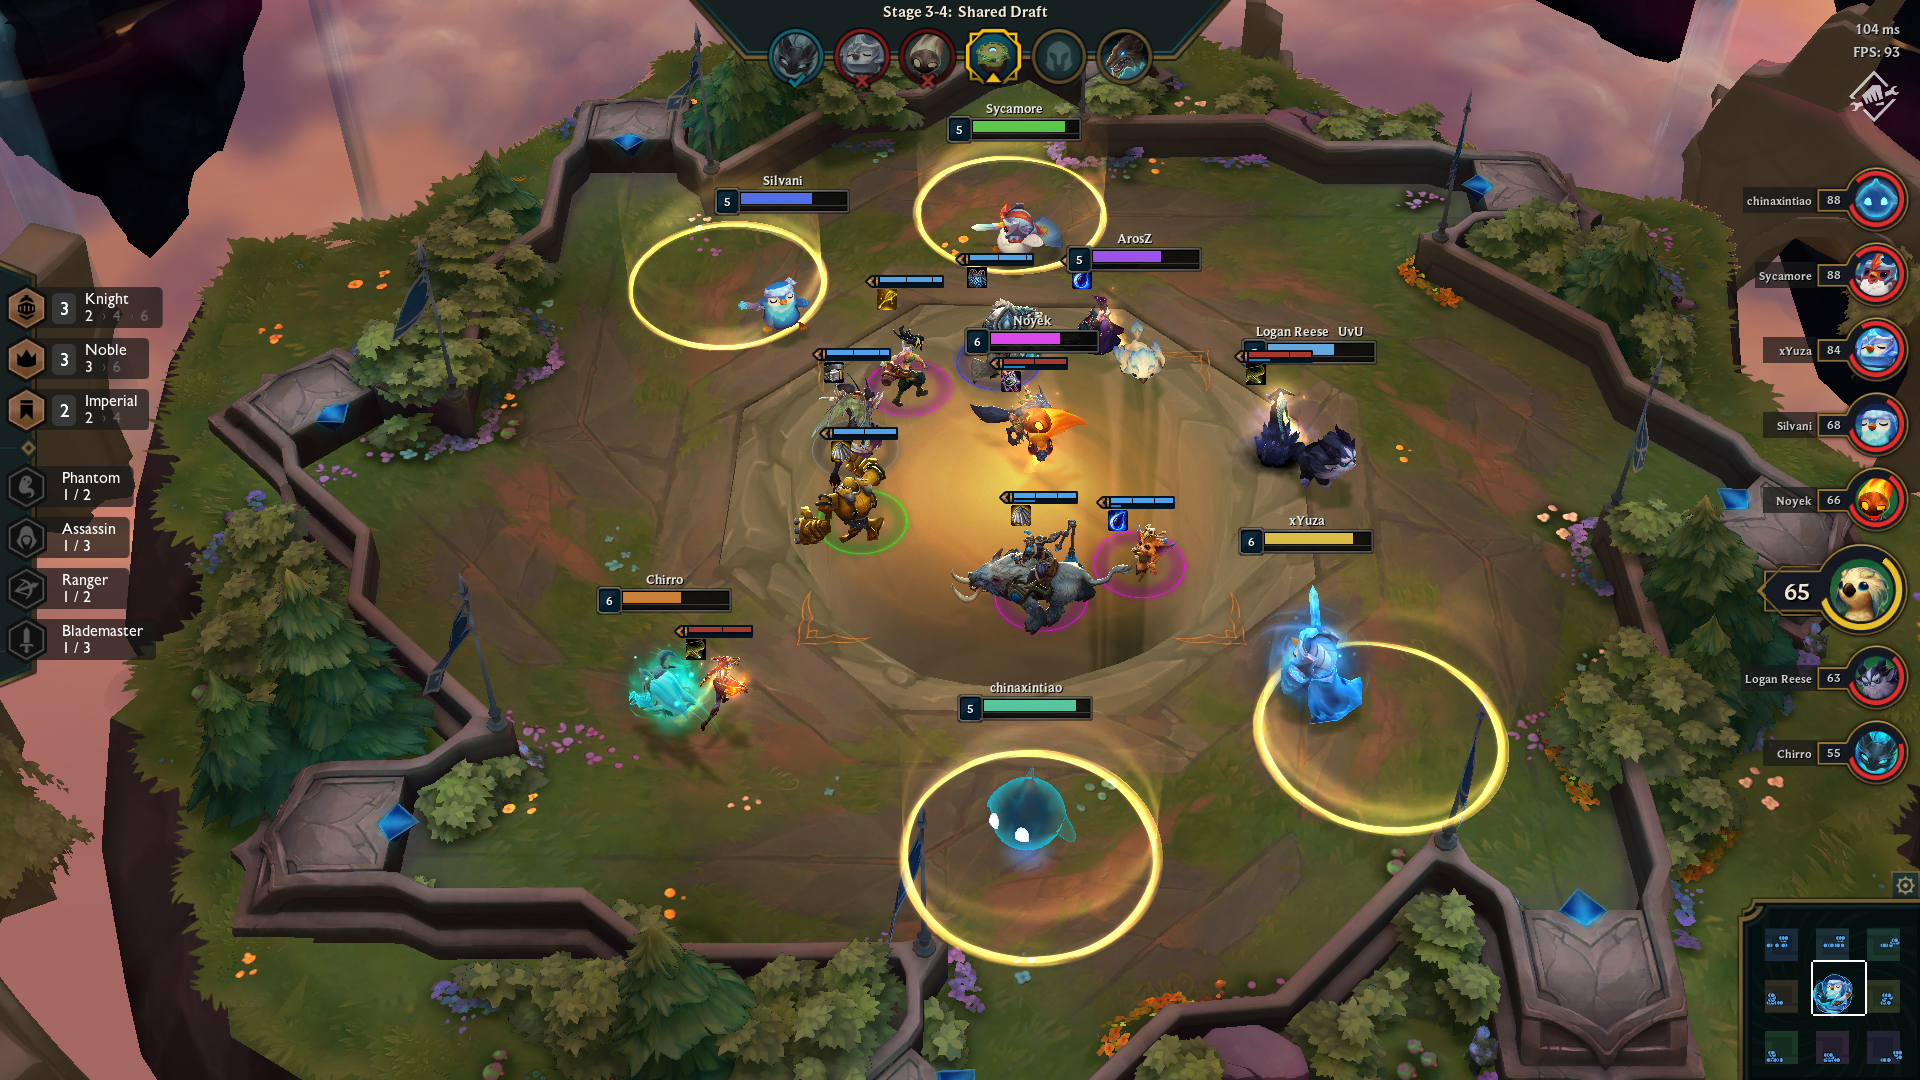 Stage 3-4: Shared Draft
104 ms
FPS: 93
Sycamore
5
Silvani
5
ArosZ
5
Noyek
6
Logan Reese UvU
xYuza
6
Chirro
6
chinaxintiao
5
3 Knight
2 › 4 › 6
3 Noble
3 › 6
2 Imperial
2 › 4
Phantom
1 / 2
Assassin
1 / 3
Ranger
1 / 2
Blademaster
1 / 3
chinaxintiao 88
Sycamore 88
xYuza 84
Silvani 68
Noyek 66
65
Logan Reese 63
Chirro 55